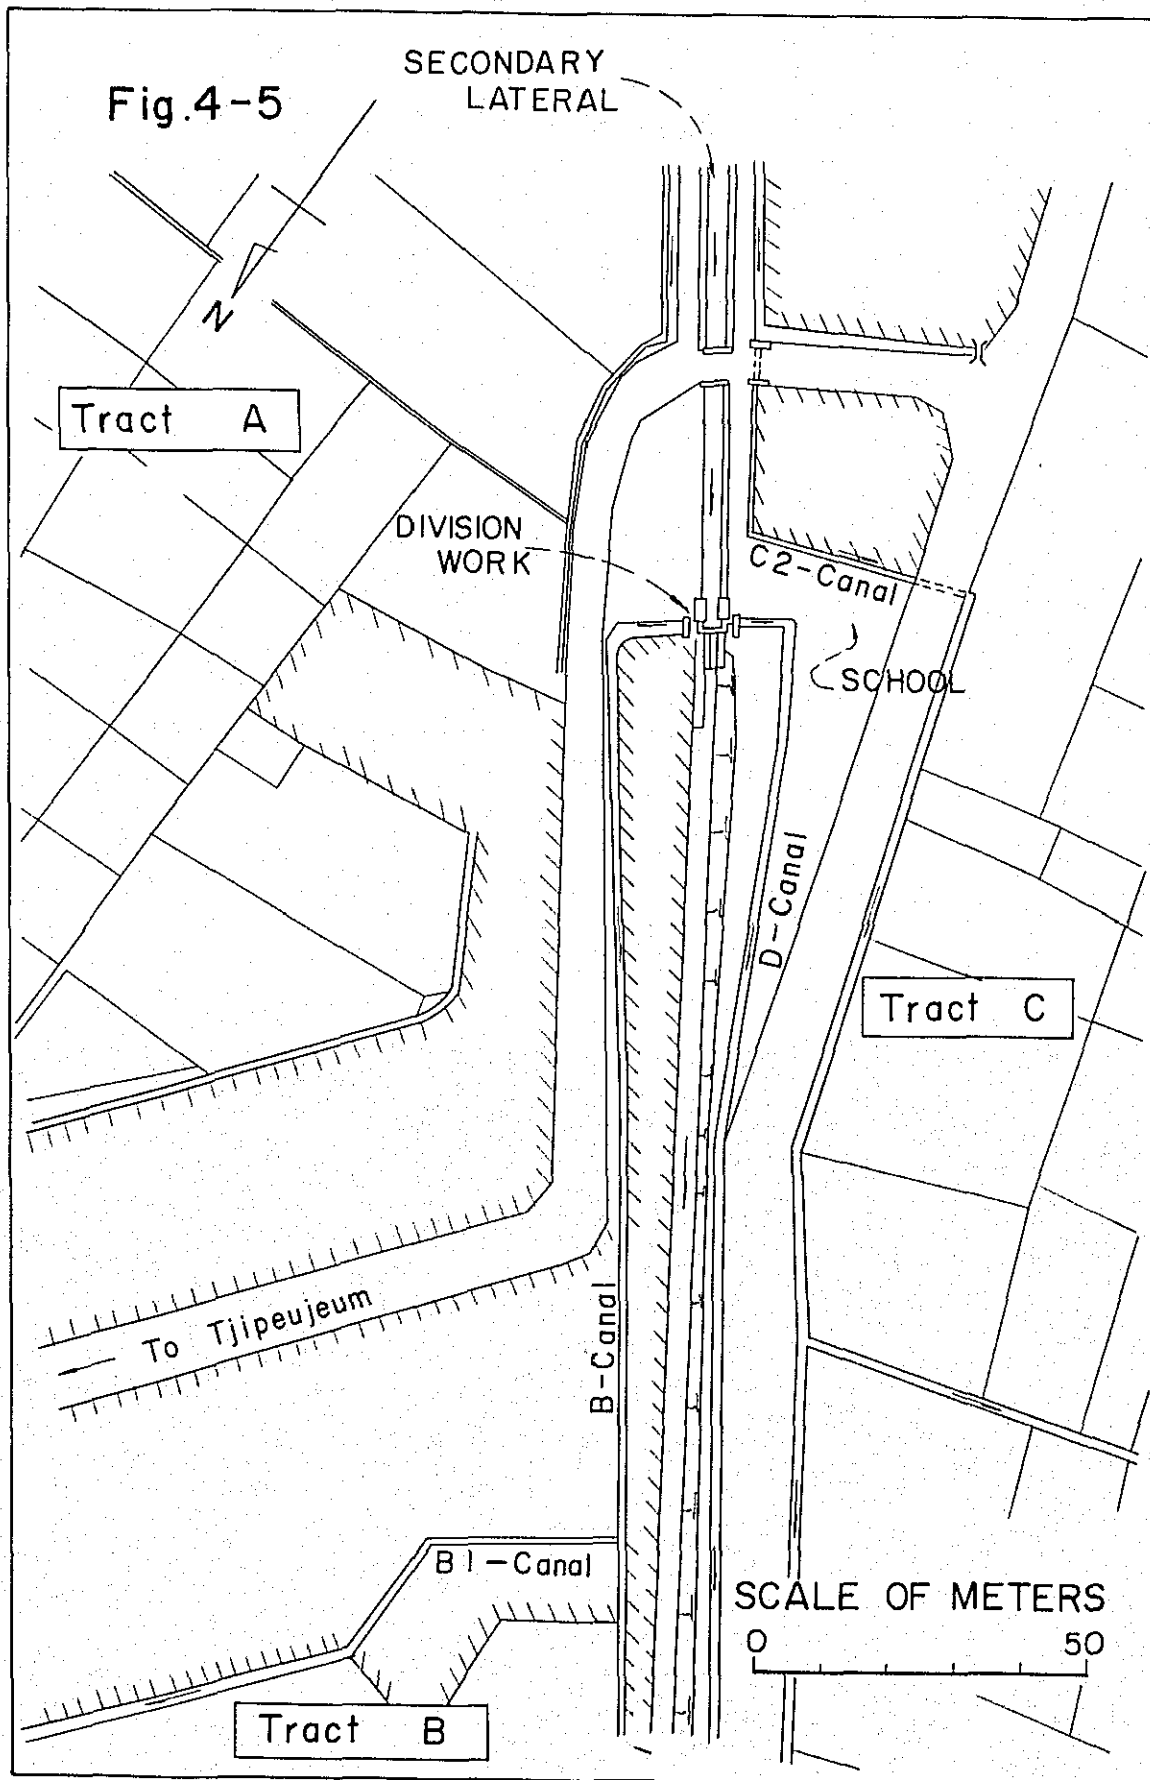 SECONDARY
LATERAL
Fig.4-5
N
Tract A
DIVISION
WORK
C2-Canal
SCHOOL
D-Canal
Tract C
To Tjipeujeum
B-Canal
B1-Canal
SCALE OF METERS
0 50
Tract B